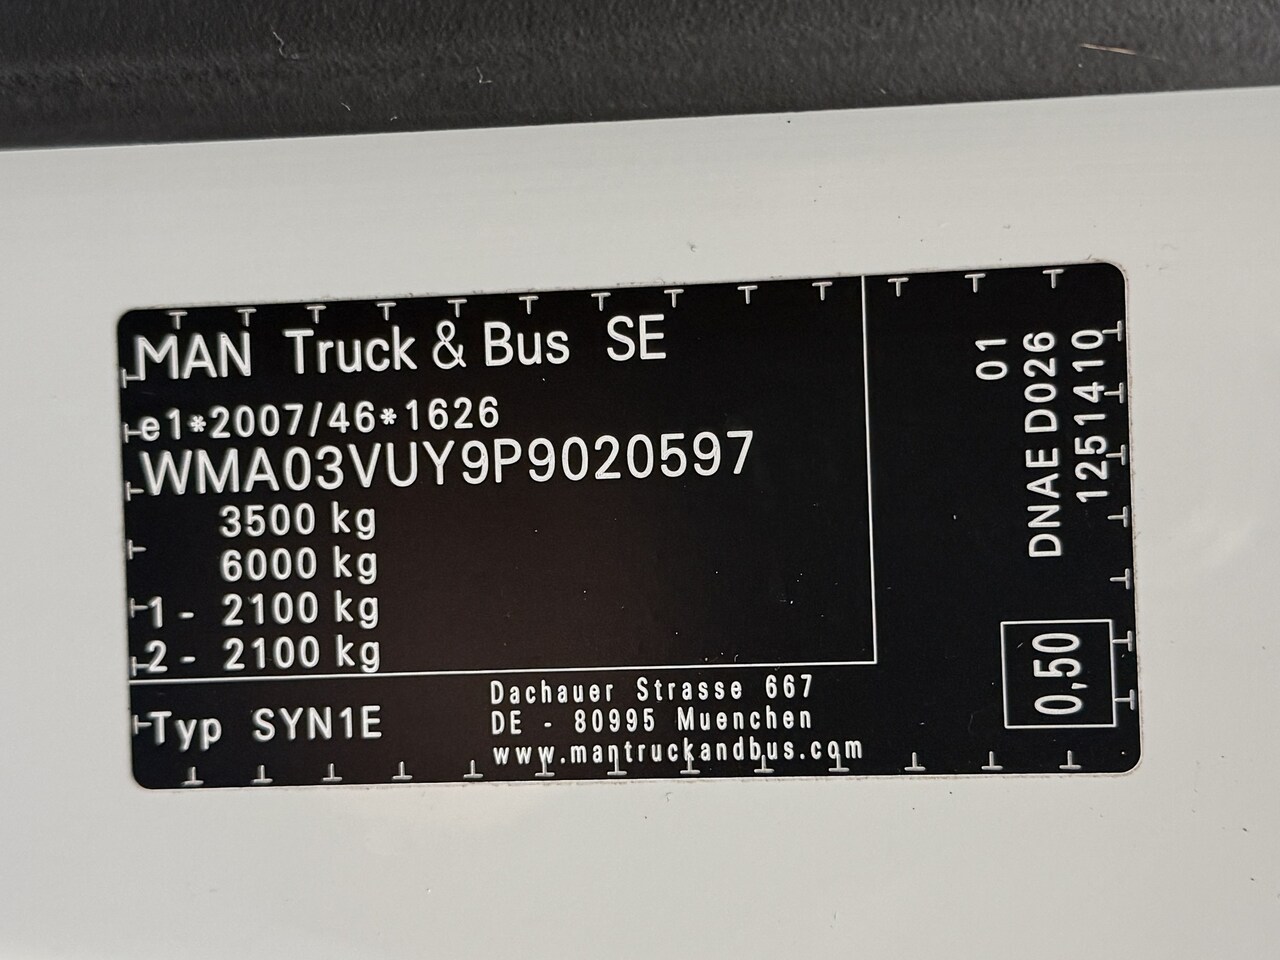 MAN Truck & Bus SE
e1*2007/46*1626
WMA03VUY9P9020597
3500 kg
6000 kg
1 - 2100 kg
2 - 2100 kg
Typ SYN1E
Dachauer Strasse 667
DE - 80995 Muenchen
www.mantruckandbus.com
01
DNAE D026
1251410
0,50